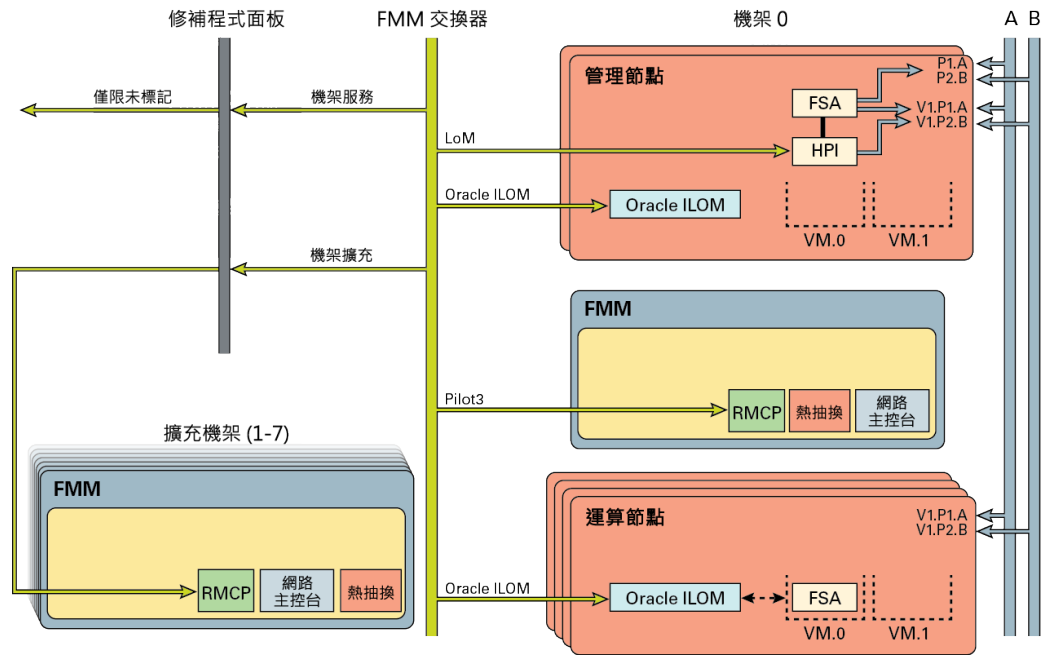 修補程式面板
FMM 交換器
機架 0
A
B
管理節點
P1.A
P2.B
FSA
V1.P1.A
V1.P2.B
僅限未標記
機架服務
LoM
HPI
Oracle ILOM
Oracle ILOM
VM.0
VM.1
機架擴充
FMM
Pilot3
RMCP
熱抽換
網路
主控台
擴充機架 (1-7)
FMM
RMCP
網路
主控台
熱抽換
運算節點
V1.P1.A
V1.P2.B
Oracle ILOM
Oracle ILOM
FSA
VM.0
VM.1